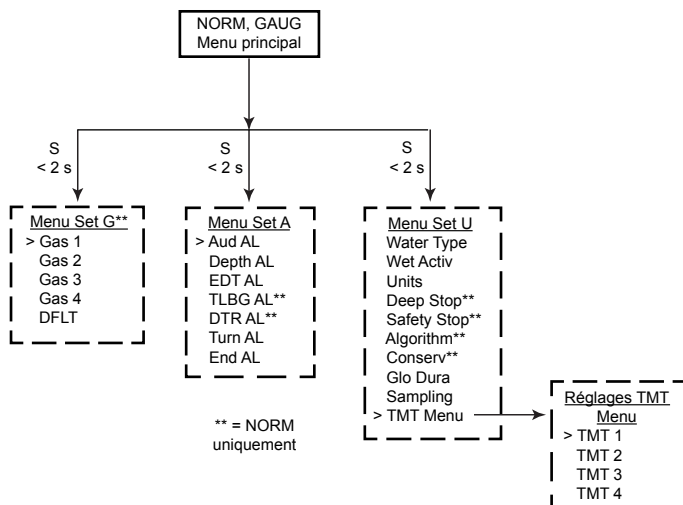 NORM, GAUG
Menu principal
S
< 2 s
S
< 2 s
S
< 2 s
Menu Set G**
> Gas 1
Gas 2
Gas 3
Gas 4
DFLT
Menu Set A
> Aud AL
Depth AL
EDT AL
TLBG AL**
DTR AL**
Turn AL
End AL
** = NORM
uniquement
Menu Set U
Water Type
Wet Activ
Units
Deep Stop**
Safety Stop**
Algorithm**
Conserv**
Glo Dura
Sampling
> TMT Menu
Réglages TMT
Menu
> TMT 1
TMT 2
TMT 3
TMT 4